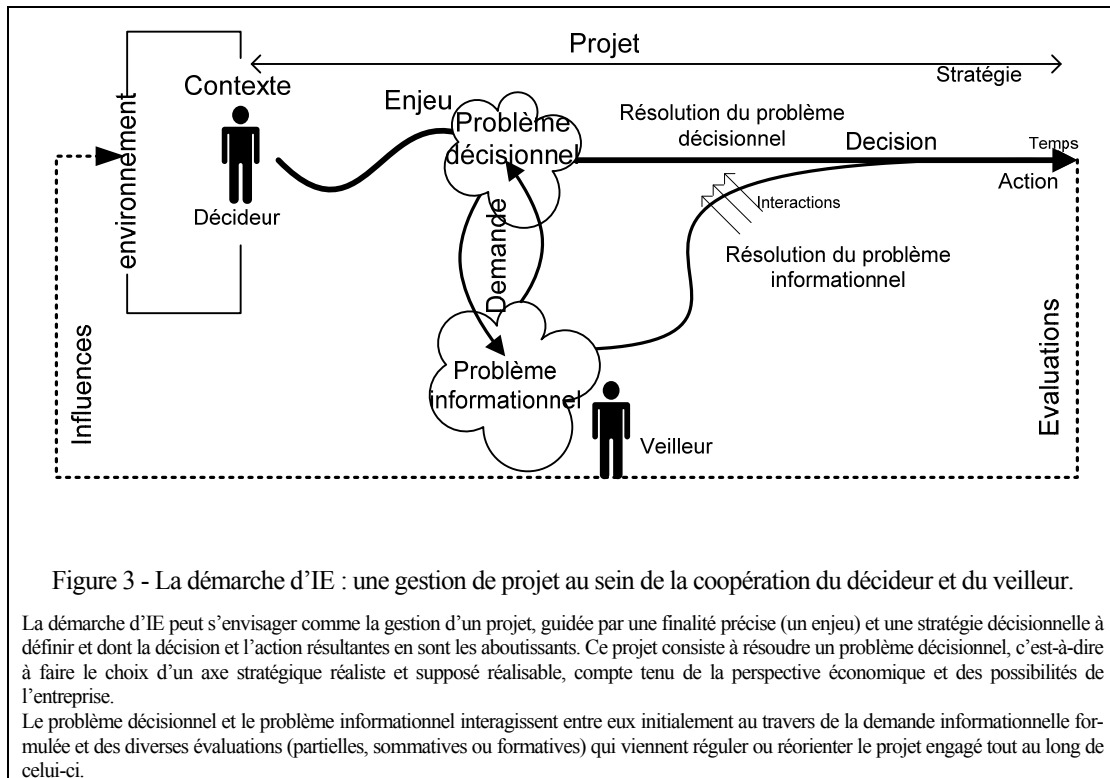 Projet
Stratégie
Contexte
environnement
Décideur
Enjeu
Problème
décisionnel
Résolution du problème
décisionnel
Decision
Temps
Action
Interactions
Résolution du problème
informationnel
Demande
Problème
informationnel
Veilleur
Influences
Evaluations
Figure 3 - La démarche d'IE : une gestion de projet au sein de la coopération du décideur et du veilleur.
La démarche d'IE peut s'envisager comme la gestion d'un projet, guidée par une finalité précise (un enjeu) et une stratégie décisionnelle à
définir et dont la décision et l'action résultantes en sont les aboutissants. Ce projet consiste à résoudre un problème décisionnel, c'est-à-dire
à faire le choix d'un axe stratégique réaliste et supposé réalisable, compte tenu de la perspective économique et des possibilités de
l'entreprise.
Le problème décisionnel et le problème informationnel interagissent entre eux initialement au travers de la demande informationnelle for-
mulée et des diverses évaluations (partielles, sommatives ou formatives) qui viennent réguler ou réorienter le projet engagé tout au long de
celui-ci.